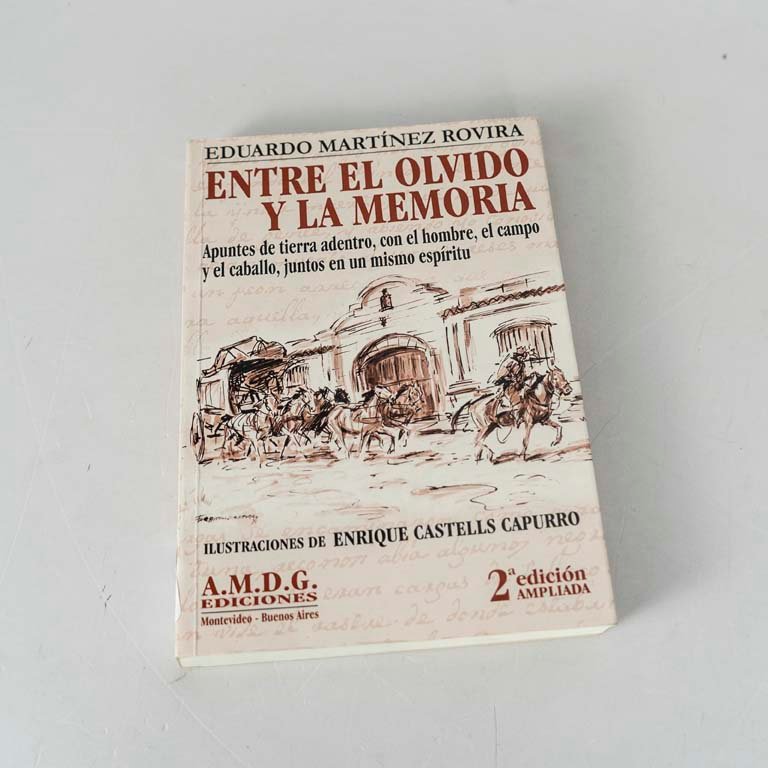 EDUARDO MARTÍNEZ ROVIRA
ENTRE EL OLVIDO
Y LA MEMORIA
Apuntes de tierra adentro, con el hombre, el campo
y el caballo, juntos en un mismo espíritu
ILUSTRACIONES DE ENRIQUE CASTELLS CAPURRO
A.M.D.G.
EDICIONES
Montevideo - Buenos Aires
2ª edición
AMPLIADA